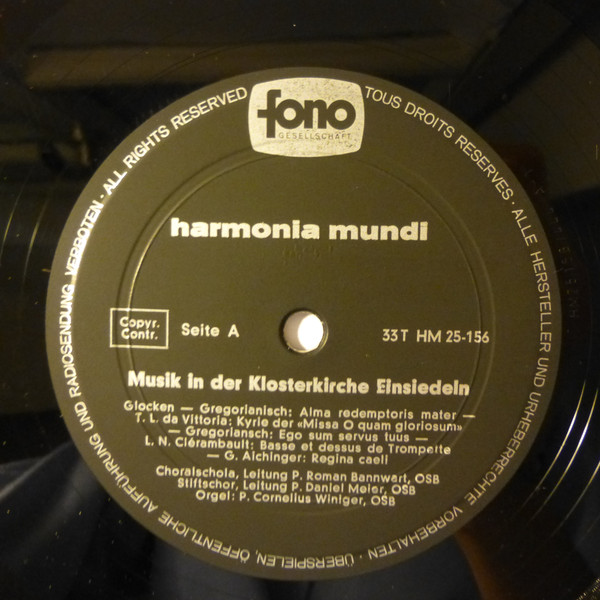 fono
GESELLSCHAFT
TOUS DROITS RESERVES · ALLE HERSTELLER UND URHEBERRECHTE VORBEHALTEN · ÜBERSPIELEN, ÖFFENTLICHE AUFFÜHRUNG UND RADIOSENDUNG VERBOTEN · ALL RIGHTS RESERVED
harmonia mundi
Copyr.
Contr.
Seite A
33 T HM 25-156
Musik in der Klosterkirche Einsiedeln
Glocken — Gregorianisch: Alma redemptoris mater —
T. L. da Vittoria: Kyrie der «Missa O quam gloriosum»
— Gregoriansch: Ego sum servus tuus —
L. N. Clérambault: Basse et dessus de Trompette
— G. Aichinger: Regina caeli
Choralschola, Leitung P. Roman Bannwart, OSB
Stiftschor, Leitung P. Daniel Meier, OSB
Orgel: P. Cornelius Winiger, OSB